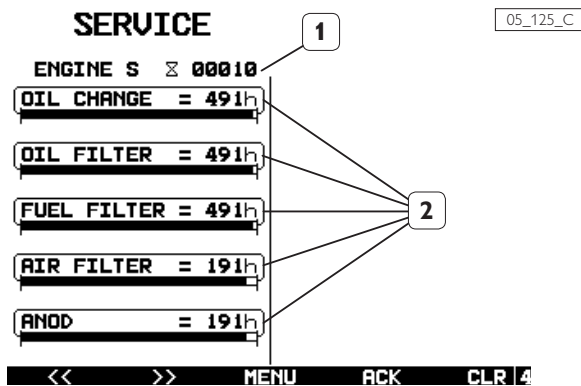 SERVICE
05_125_C
1
ENGINE S ⧖ 00010
OIL CHANGE = 491h
OIL FILTER = 491h
FUEL FILTER = 491h
2
AIR FILTER = 191h
ANOD = 191h
<< >> MENU ACK CLR 4